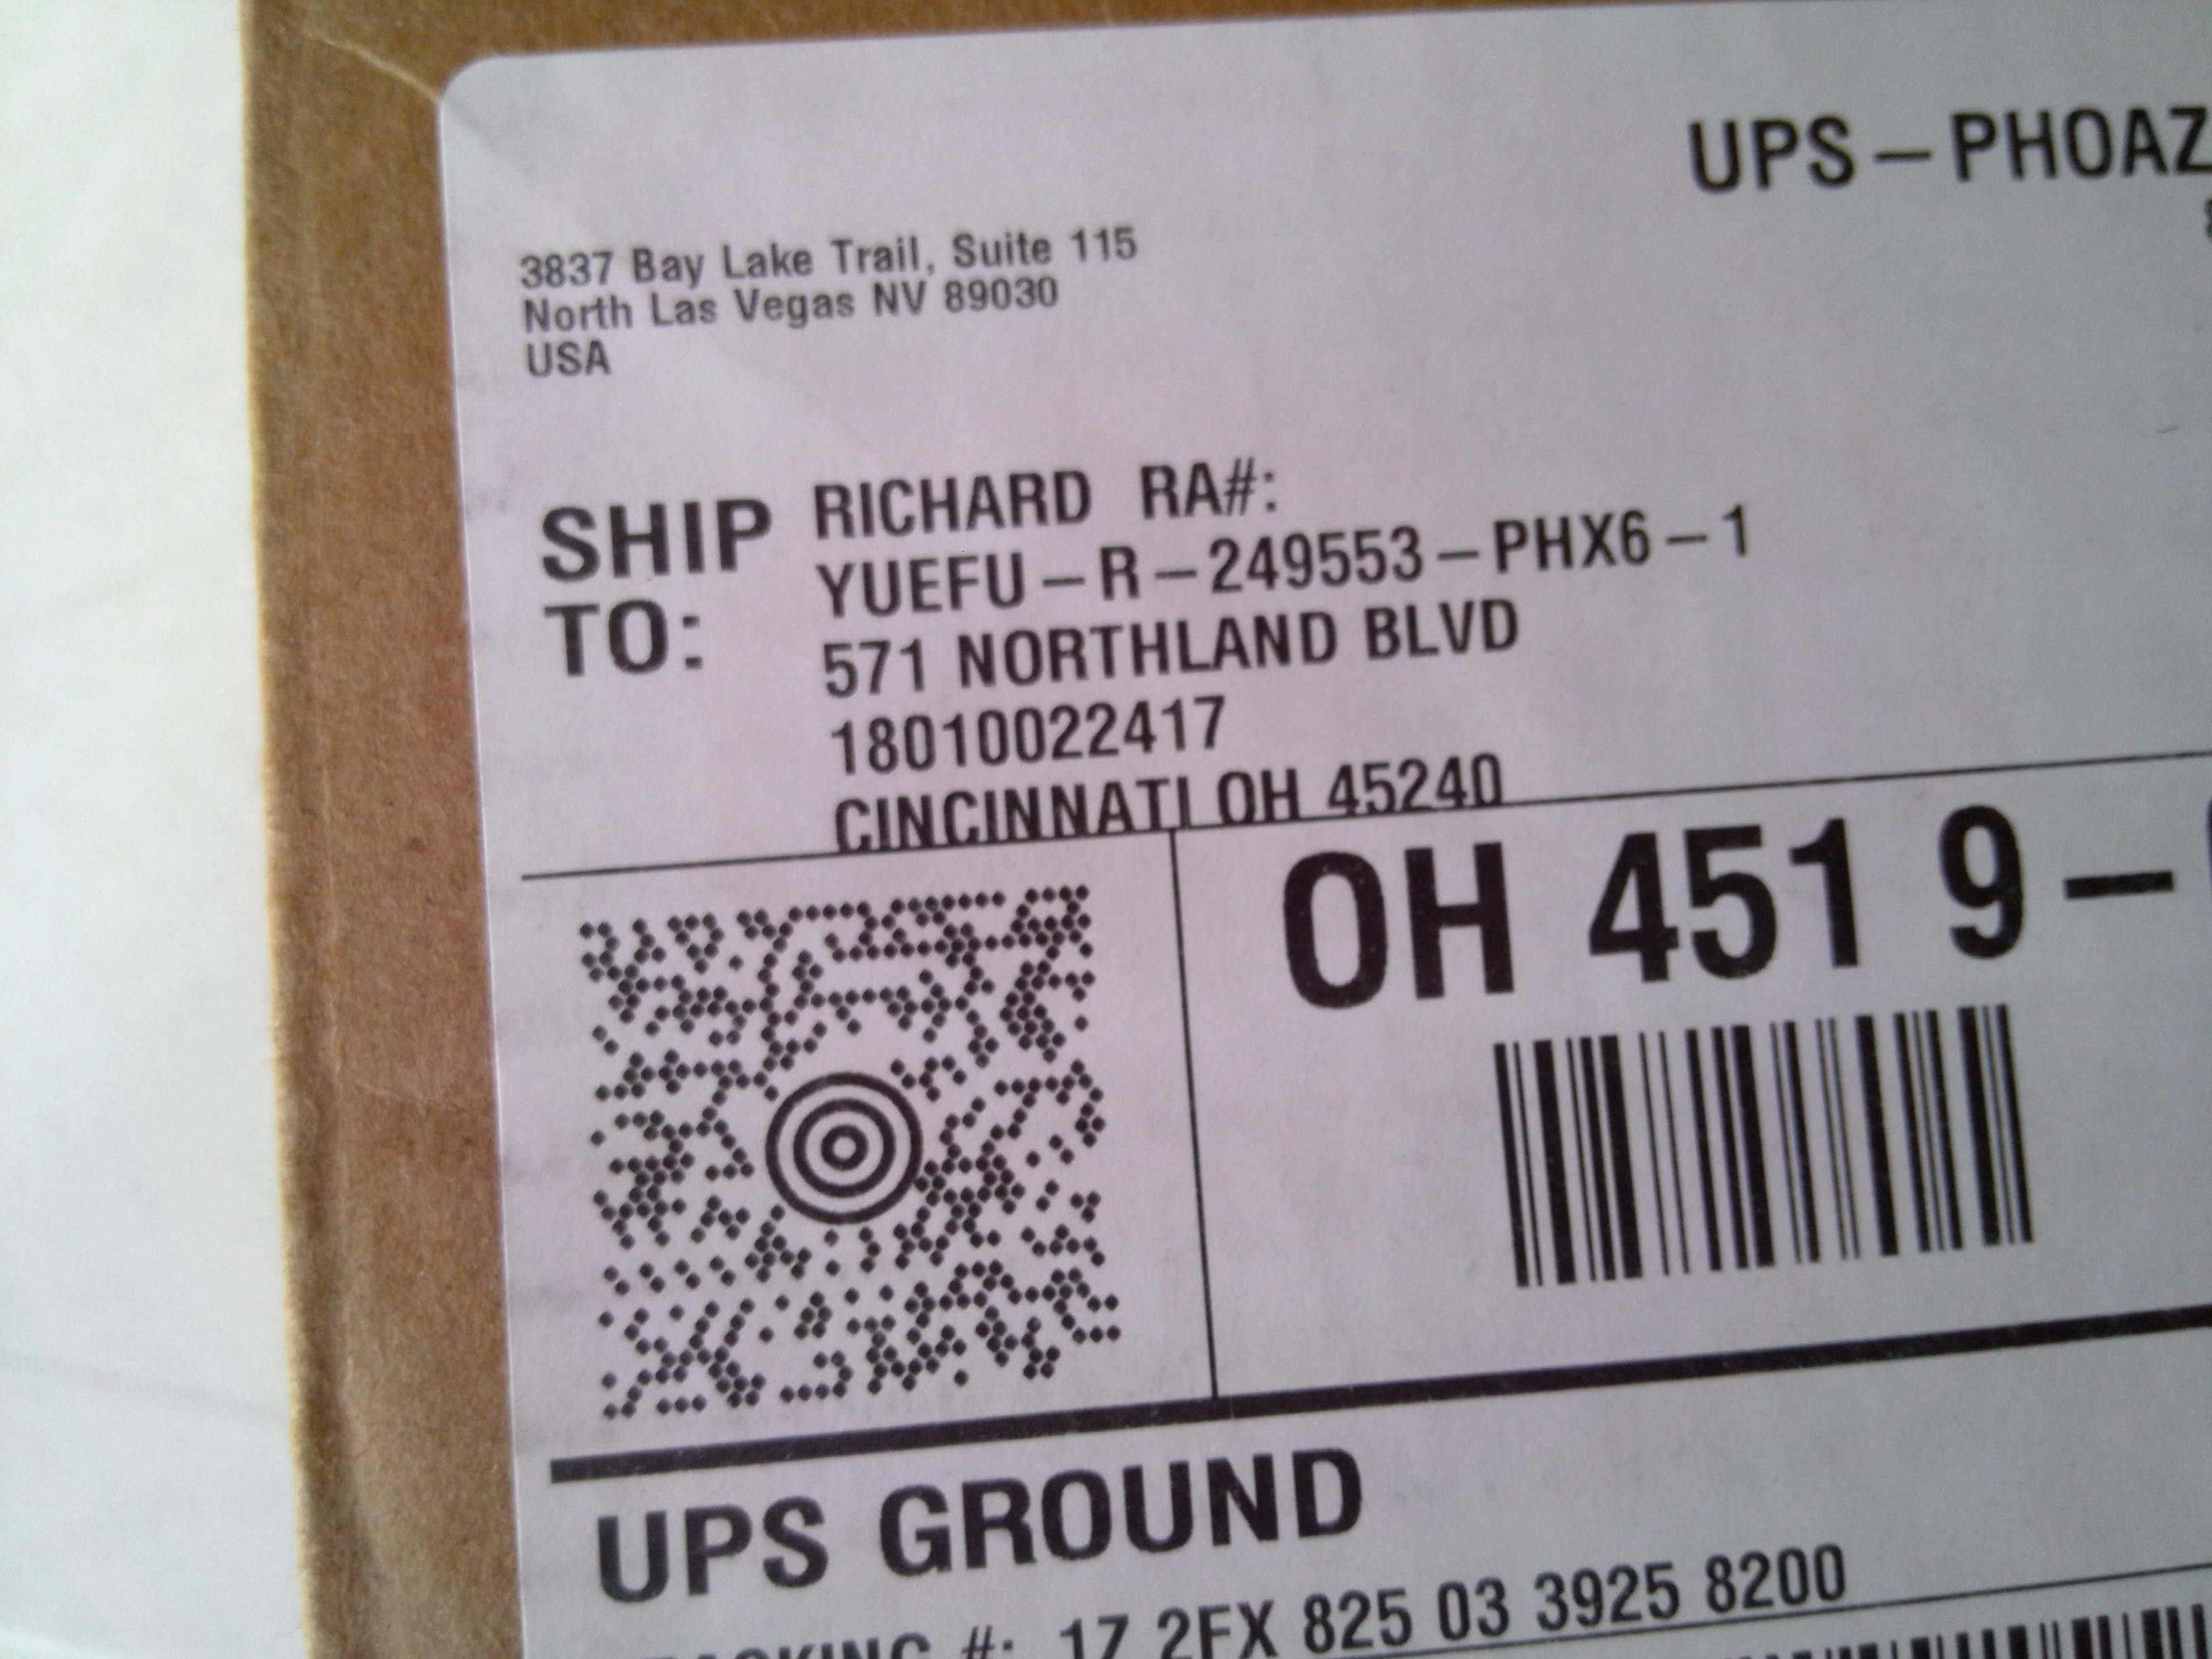 UPS – PHOAZ
3837 Bay Lake Trail, Suite 115
North Las Vegas NV 89030
USA
SHIP TO:
RICHARD RA#:
YUEFU – R – 249553 – PHX6 – 1
571 NORTHLAND BLVD
18010022417
CINCINNATI OH 45240
OH 451 9 –
UPS GROUND
#: 1Z 2FX 825 03 3925 8200